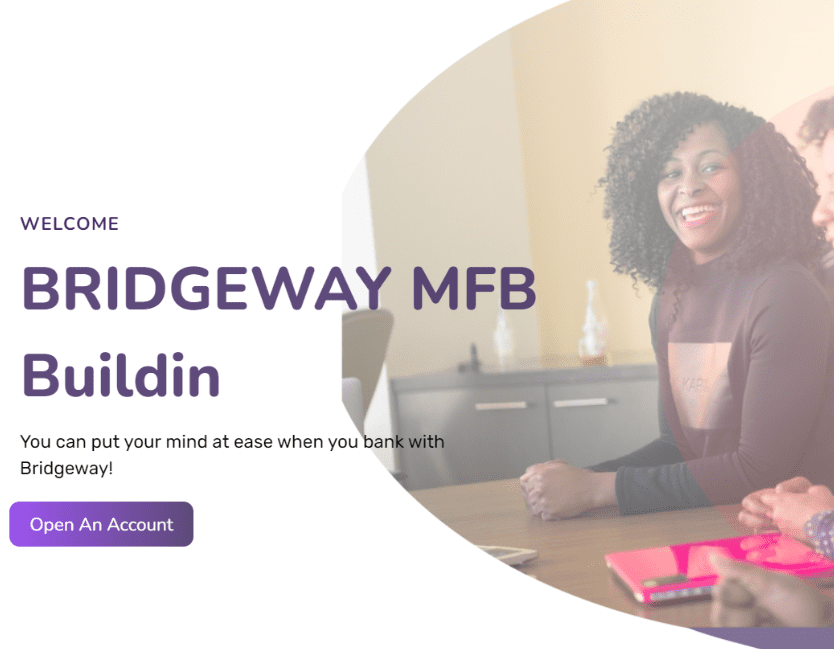 WELCOME
BRIDGEWAY MFB
Buildin
You can put your mind at ease when you bank with
Bridgeway!
Open An Account